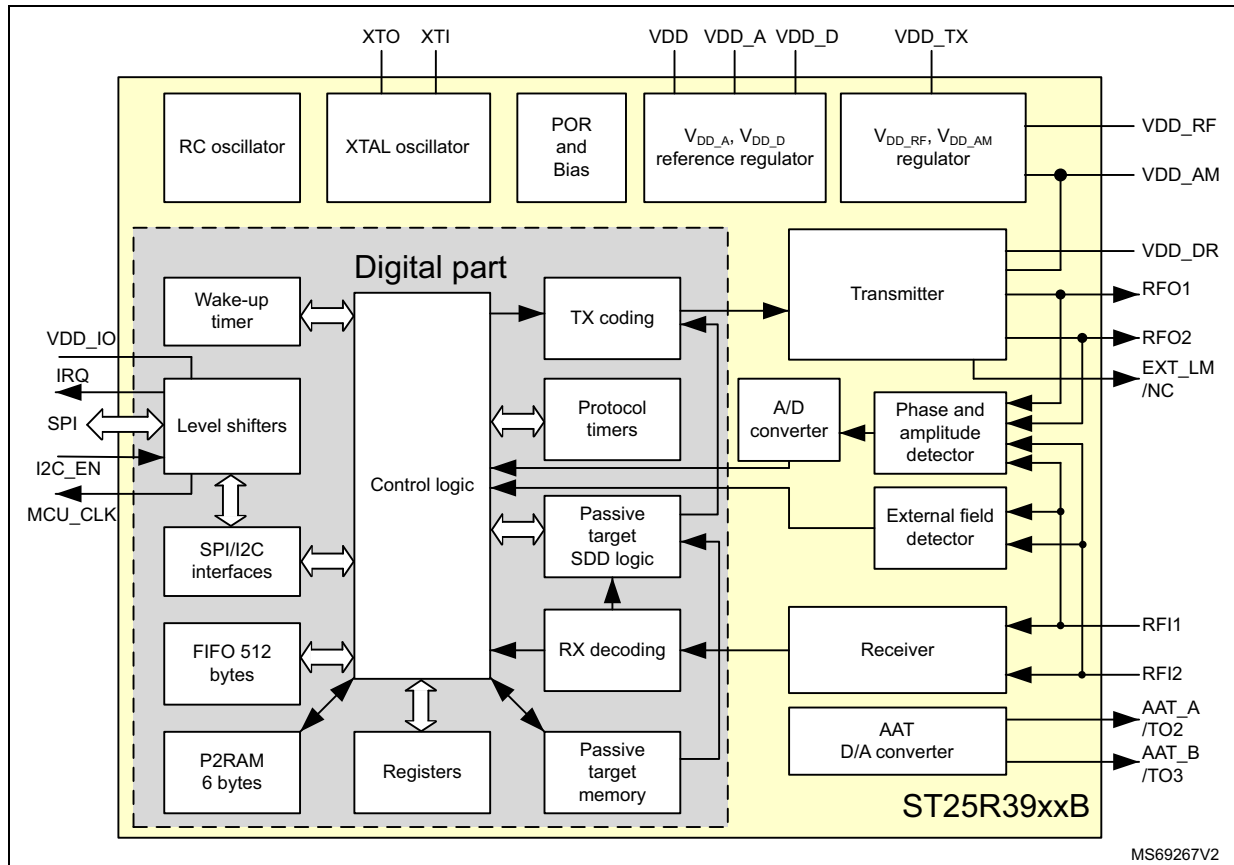 XTO
XTI
VDD
VDD_A
VDD_D
VDD_TX
RC oscillator
XTAL oscillator
POR
and
Bias
VDD_A, VDD_D
reference regulator
VDD_RF, VDD_AM
regulator
VDD_RF
VDD_AM
VDD_DR
RFO1
RFO2
EXT_LM
/NC
Digital part
Wake-up
timer
TX coding
Transmitter
VDD_IO
IRQ
SPI
I2C_EN
MCU_CLK
Level shifters
Control logic
Protocol
timers
A/D
converter
Phase and
amplitude
detector
SPI/I2C
interfaces
Passive
target
SDD logic
External field
detector
FIFO 512
bytes
RX decoding
Receiver
RFI1
RFI2
P2RAM
6 bytes
Registers
Passive
target
memory
AAT
D/A converter
AAT_A
/TO2
AAT_B
/TO3
ST25R39xxB
MS69267V2